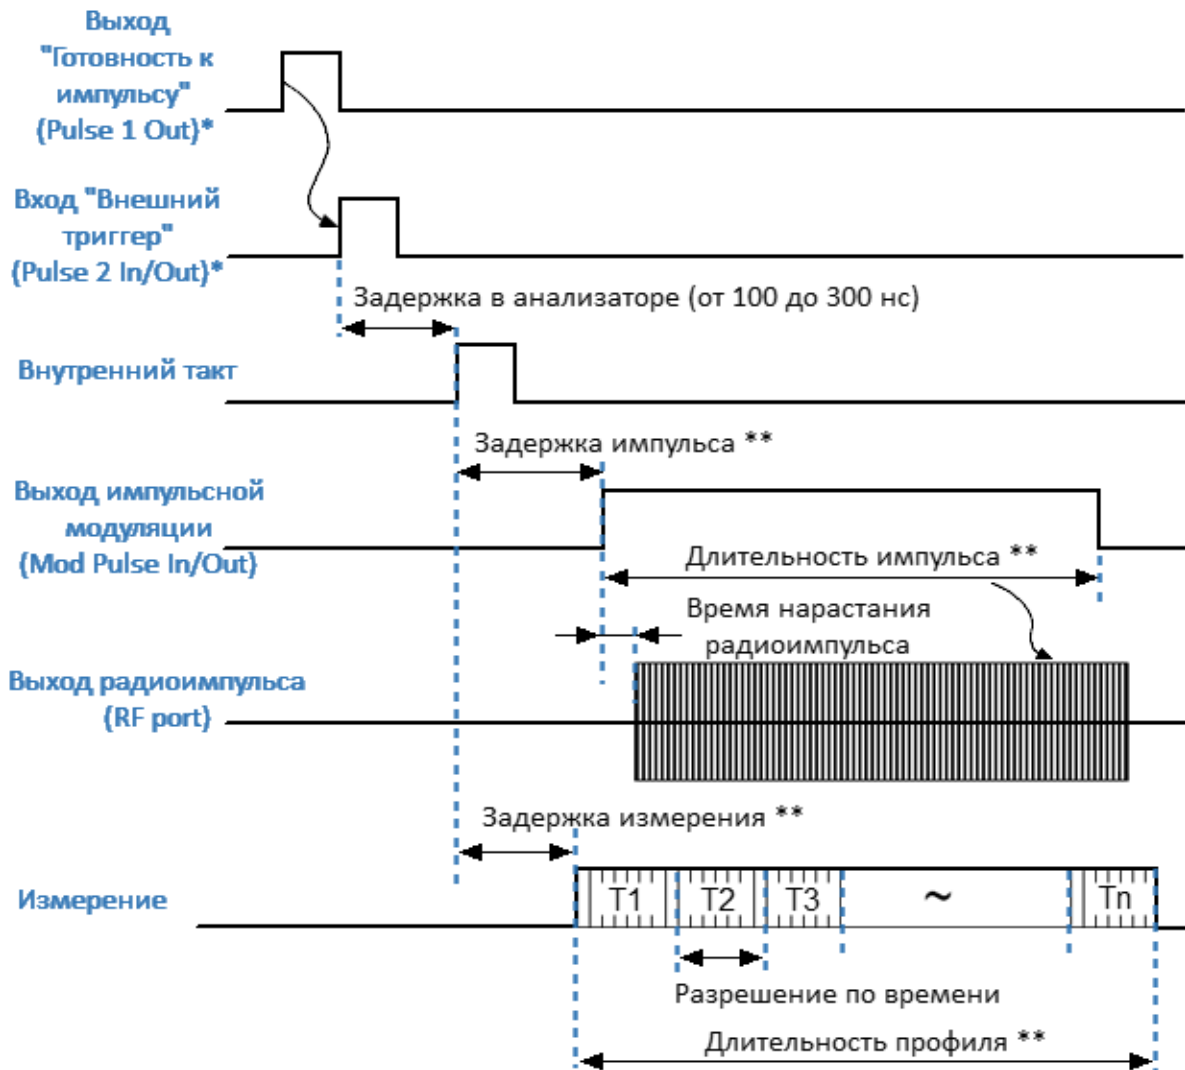 Выход
"Готовность к
импульсу"
(Pulse 1 Out)*
Вход "Внешний
триггер"
(Pulse 2 In/Out)*
Задержка в анализаторе (от 100 до 300 нс)
Внутренний такт
Задержка импульса **
Выход импульсной
модуляции
(Mod Pulse In/Out)
Длительность импульса **
Время нарастания
радиоимпульса
Выход радиоимпульса
(RF port)
Задержка измерения **
Измерение
T1 T2 T3 ~ Tn
Разрешение по времени
Длительность профиля **